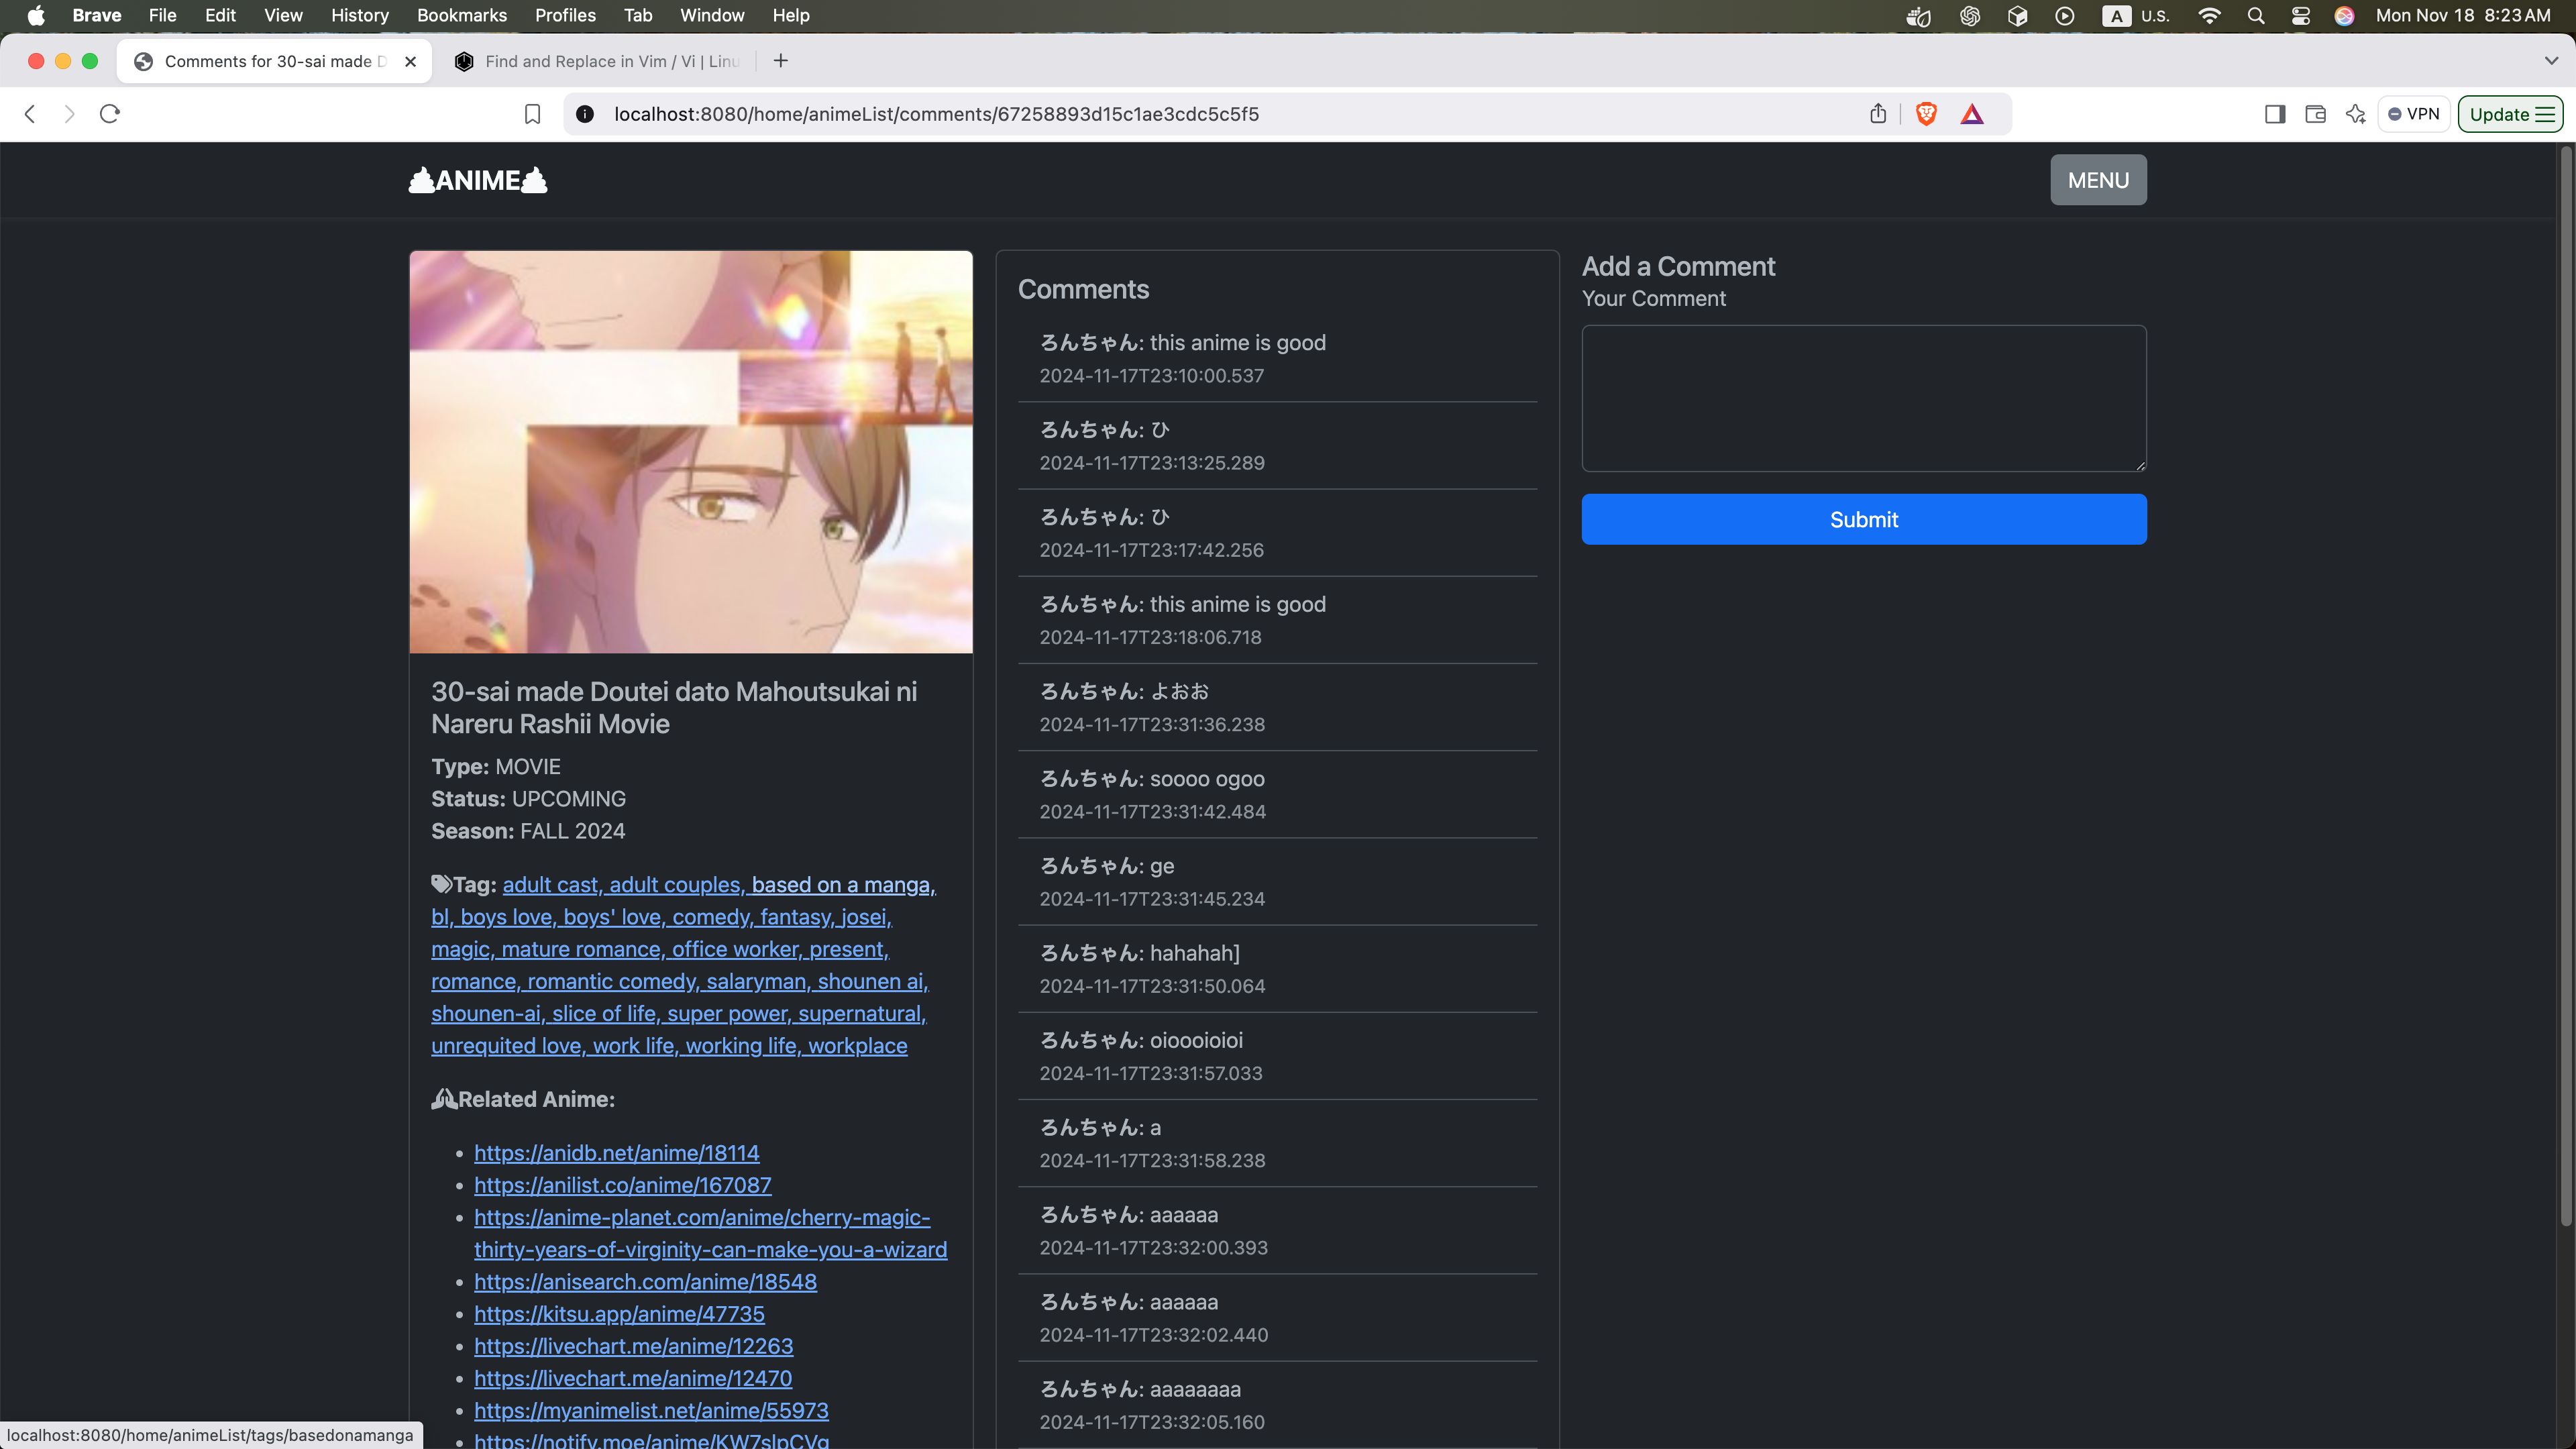 Brave File Edit View History Bookmarks Profiles Tab Window Help
A U.S. Mon Nov 18 8:23 AM
Comments for 30-sai made D
Find and Replace in Vim / Vi | Linu
localhost:8080/home/animeList/comments/67258893d15c1ae3cdc5c5f5
VPN
Update
ANIME
MENU
30-sai made Doutei dato Mahoutsukai ni
Nareru Rashii Movie
Type: MOVIE
Status: UPCOMING
Season: FALL 2024
Tag: adult cast, adult couples, based on a manga,
bl, boys love, boys' love, comedy, fantasy, josei,
magic, mature romance, office worker, present,
romance, romantic comedy, salaryman, shounen ai,
shounen-ai, slice of life, super power, supernatural,
unrequited love, work life, working life, workplace
Related Anime:
https://anidb.net/anime/18114
https://anilist.co/anime/167087
https://anime-planet.com/anime/cherry-magic-
thirty-years-of-virginity-can-make-you-a-wizard
https://anisearch.com/anime/18548
https://kitsu.app/anime/47735
https://livechart.me/anime/12263
https://livechart.me/anime/12470
https://myanimelist.net/anime/55973
https://notify.moe/anime/KW7slpCVg
Comments
ろんちゃん: this anime is good
2024-11-17T23:10:00.537
ろんちゃん: ひ
2024-11-17T23:13:25.289
ろんちゃん: ひ
2024-11-17T23:17:42.256
ろんちゃん: this anime is good
2024-11-17T23:18:06.718
ろんちゃん: よおお
2024-11-17T23:31:36.238
ろんちゃん: soooo ogoo
2024-11-17T23:31:42.484
ろんちゃん: ge
2024-11-17T23:31:45.234
ろんちゃん: hahahah]
2024-11-17T23:31:50.064
ろんちゃん: oioooioioi
2024-11-17T23:31:57.033
ろんちゃん: a
2024-11-17T23:31:58.238
ろんちゃん: aaaaaa
2024-11-17T23:32:00.393
ろんちゃん: aaaaaa
2024-11-17T23:32:02.440
ろんちゃん: aaaaaaaa
2024-11-17T23:32:05.160
Add a Comment
Your Comment
Submit
localhost:8080/home/animeList/tags/basedonamanga